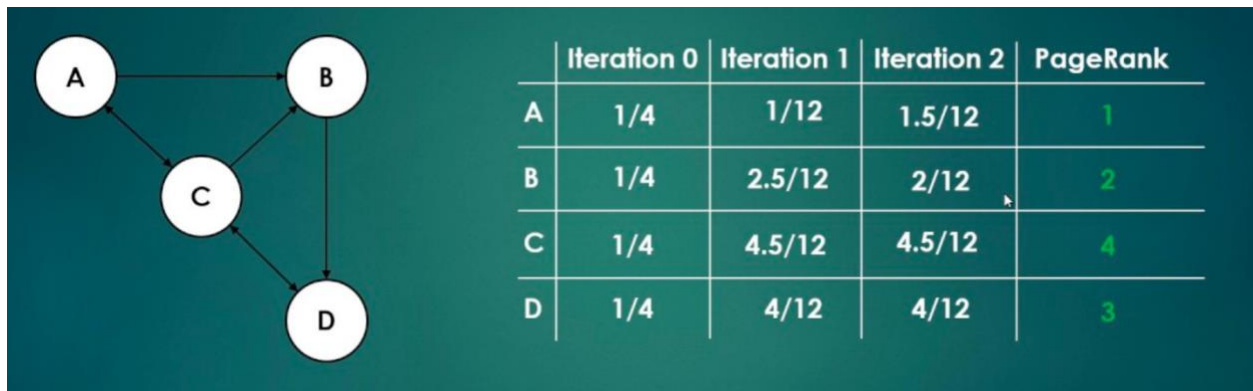 A
B
C
D
Iteration 0 Iteration 1 Iteration 2 PageRank
A 1/4 1/12 1.5/12 1
B 1/4 2.5/12 2/12 2
C 1/4 4.5/12 4.5/12 4
D 1/4 4/12 4/12 3